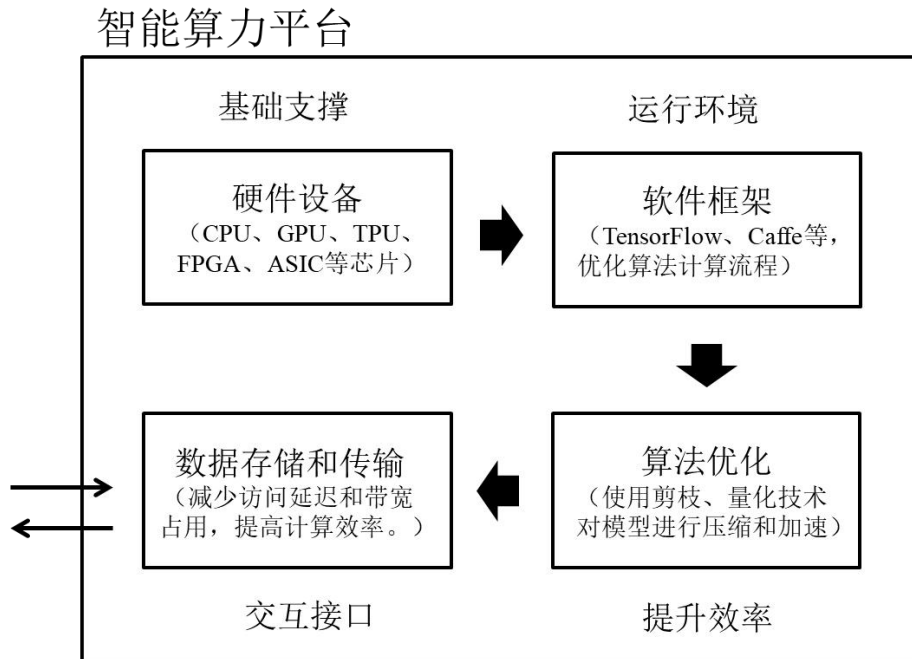 智能算力平台
基础支撑
运行环境
硬件设备
（CPU、GPU、TPU、
FPGA、ASIC等芯片）
软件框架
（TensorFlow、Caffe等，
优化算法计算流程）
数据存储和传输
（减少访问延迟和带宽
占用，提高计算效率。）
算法优化
（使用剪枝、量化技术
对模型进行压缩和加速）
交互接口
提升效率